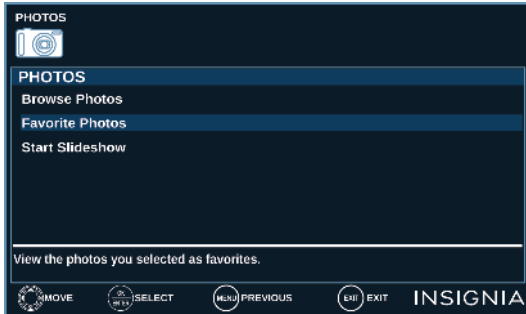 PHOTOS
PHOTOS
Browse Photos
Favorite Photos
Start Slideshow
View the photos you selected as favorites.
MOVE OK ENTER SELECT MENU PREVIOUS EXIT EXIT INSIGNIA